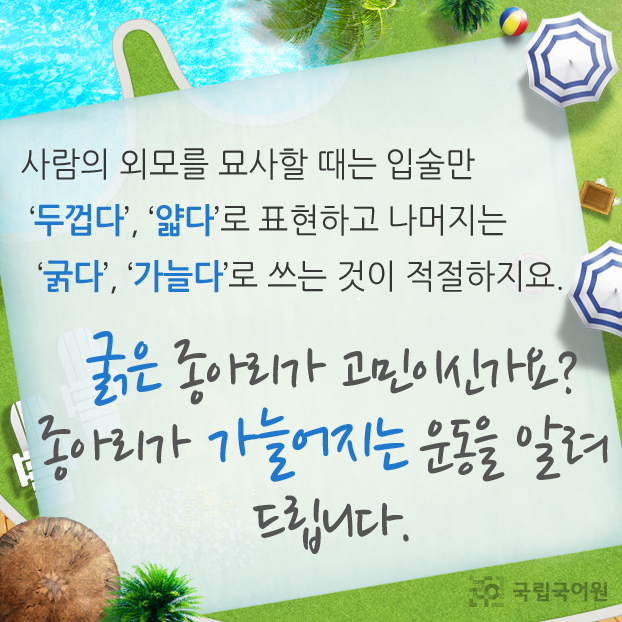 사람의 외모를 묘사할 때는 입술만
‘두껍다’, ‘얇다’로 표현하고 나머지는
‘굵다’, ‘가늘다’로 쓰는 것이 적절하지요.
굵은 종아리가 고민이신가요?
종아리가 가늘어지는 운동을 알려
드립니다.
국립국어원